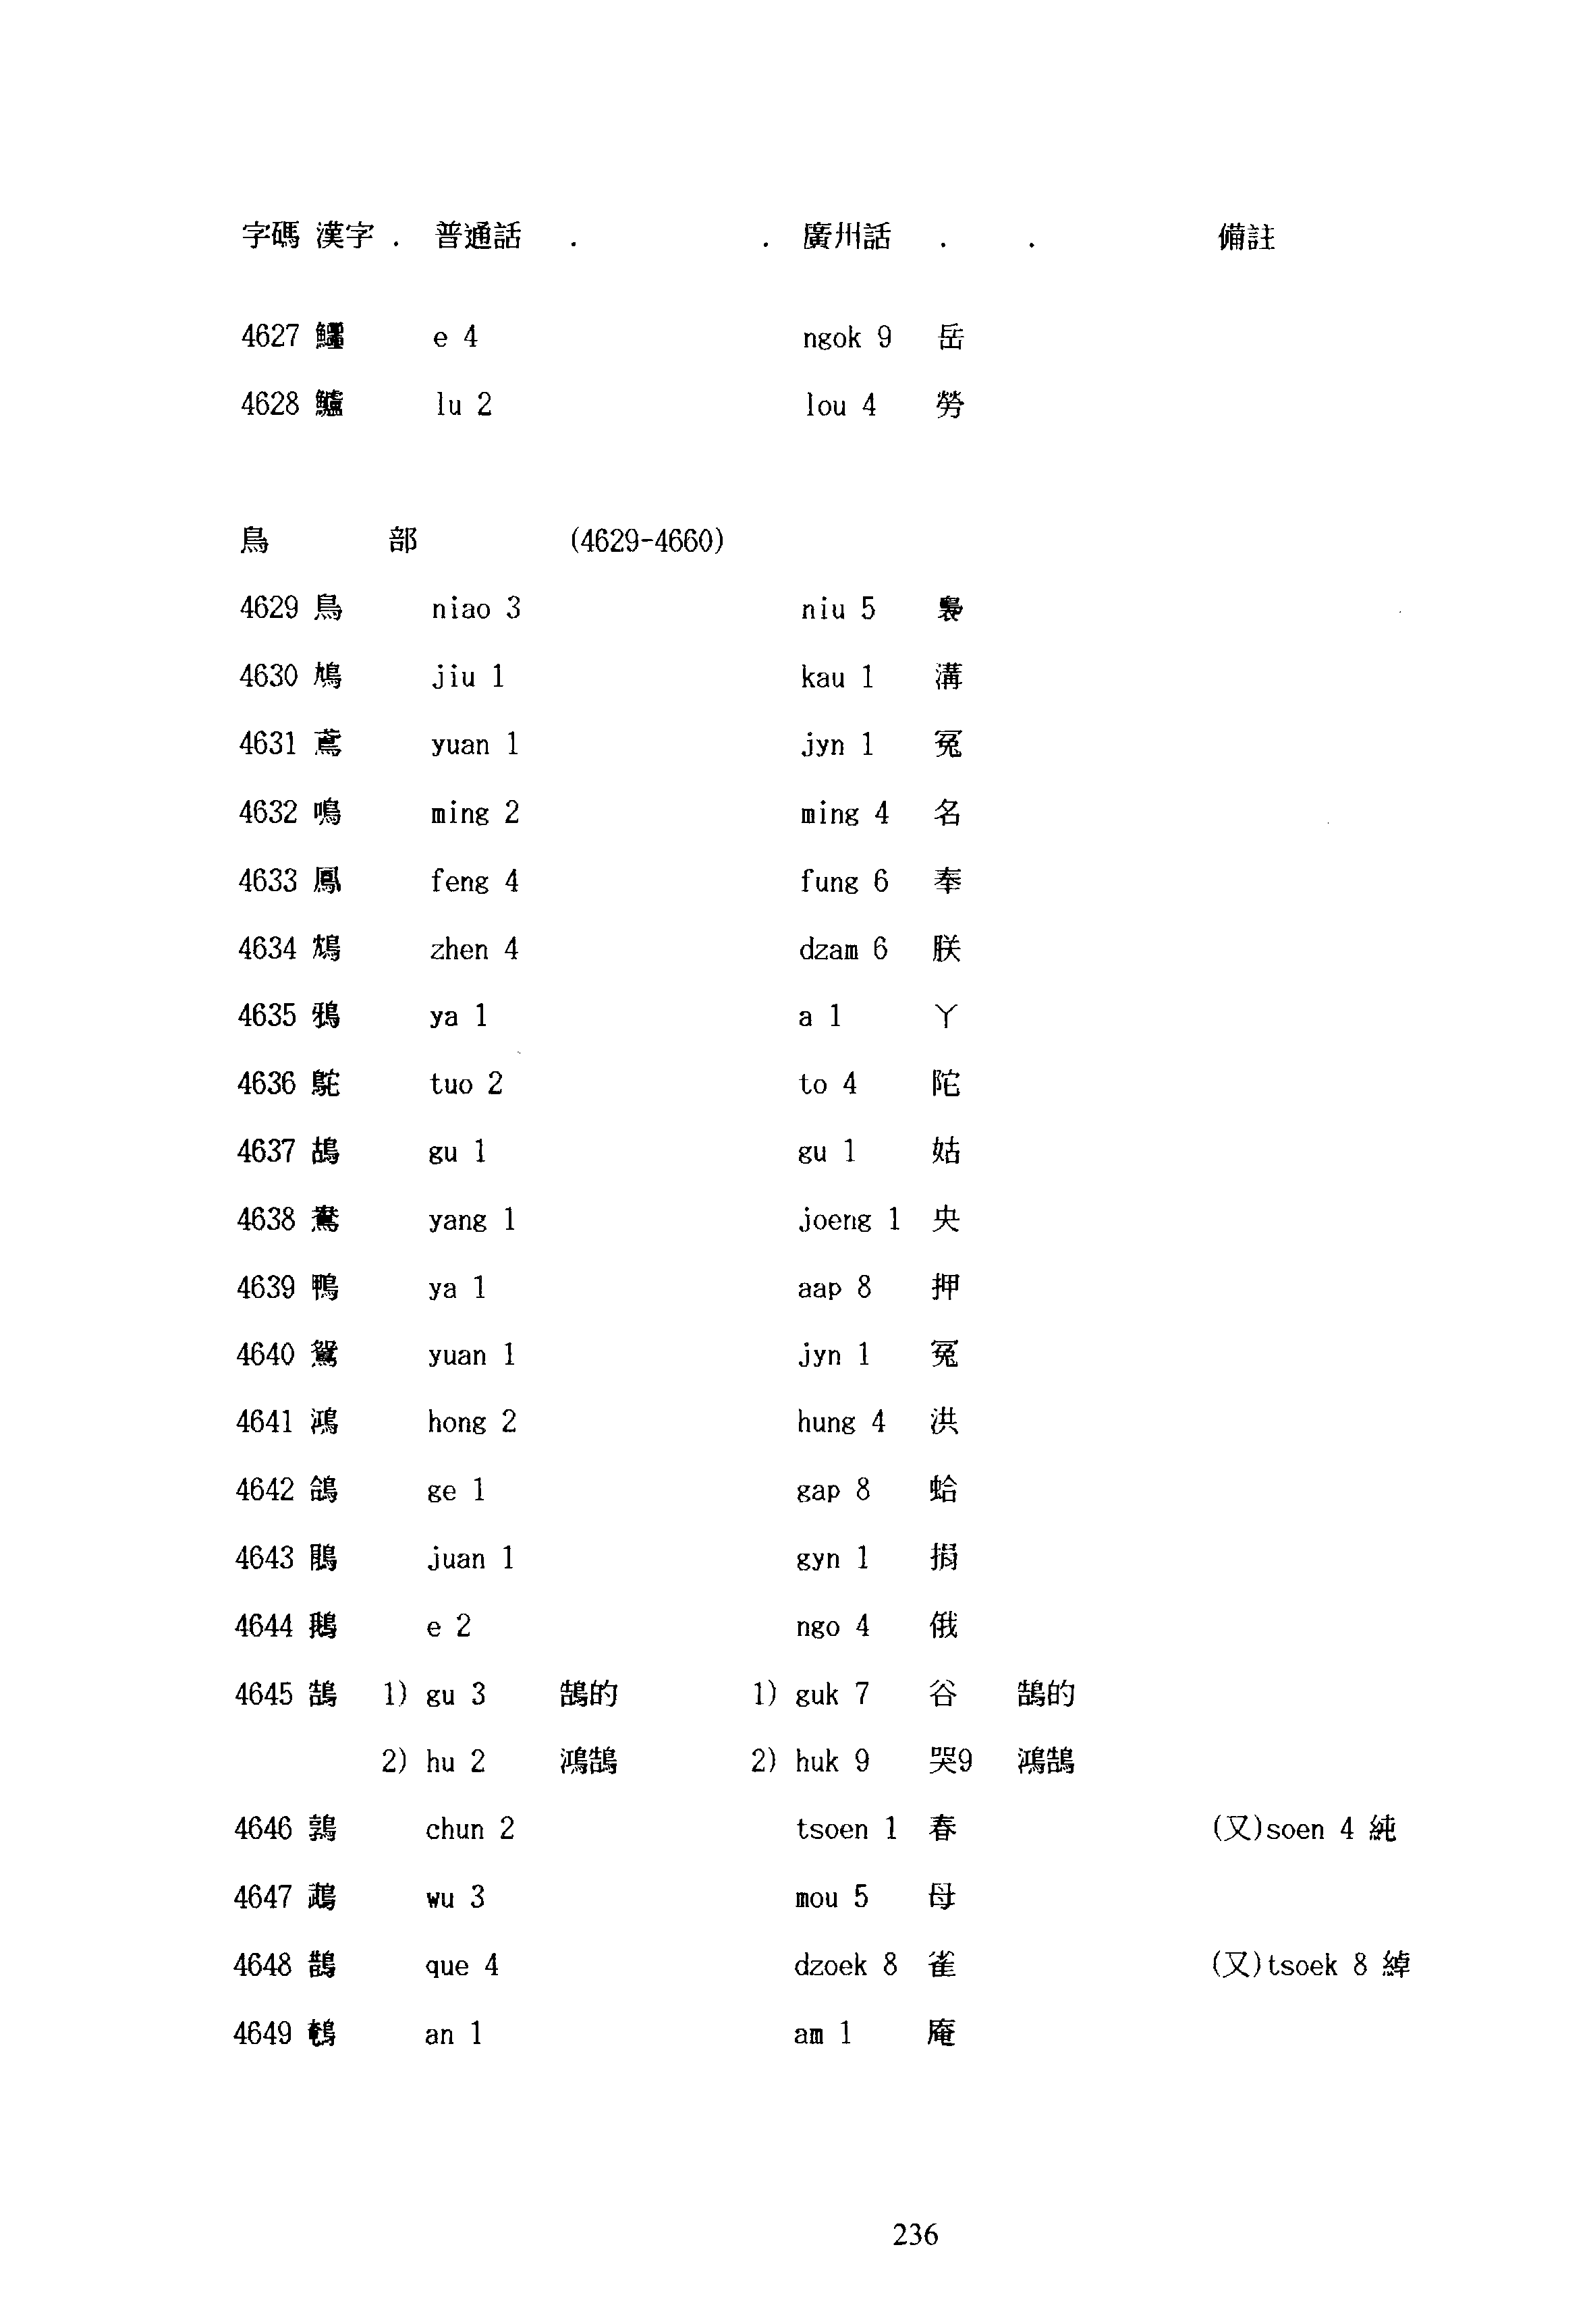 字碼 漢字 . 普通話 . . 廣州話 . . 備註
4627 鱷 e 4 ngok 9 岳
4628 鱸 lu 2 lou 4 勞
鳥 部 (4629-4660)
4629 鳥 niao 3 niu 5 裊
4630 鳩 jiu 1 kau 1 溝
4631 鳶 yuan 1 jyn 1 冤
4632 鳴 ming 2 ming 4 名
4633 鳳 feng 4 fung 6 奉
4634 鴆 zhen 4 dzam 6 朕
4635 鴉 ya 1 a 1 丫
4636 鴕 tuo 2 to 4 陀
4637 鴣 gu 1 gu 1 姑
4638 鴦 yang 1 joeng 1 央
4639 鴨 ya 1 aap 8 押
4640 鴛 yuan 1 jyn 1 冤
4641 鴻 hong 2 hung 4 洪
4642 鴿 ge 1 gap 8 蛤
4643 鵑 juan 1 gyn 1 捐
4644 鵝 e 2 ngo 4 俄
4645 鵠 1) gu 3 鵠的 1) guk 7 谷 鵠的
2) hu 2 鴻鵠 2) huk 9 哭9 鴻鵠
4646 鶉 chun 2 tsoen 1 春 (又)soen 4 純
4647 鵡 wu 3 mou 5 母
4648 鵲 que 4 dzoek 8 雀 (又)tsoek 8 綽
4649 鵪 an 1 am 1 庵
236